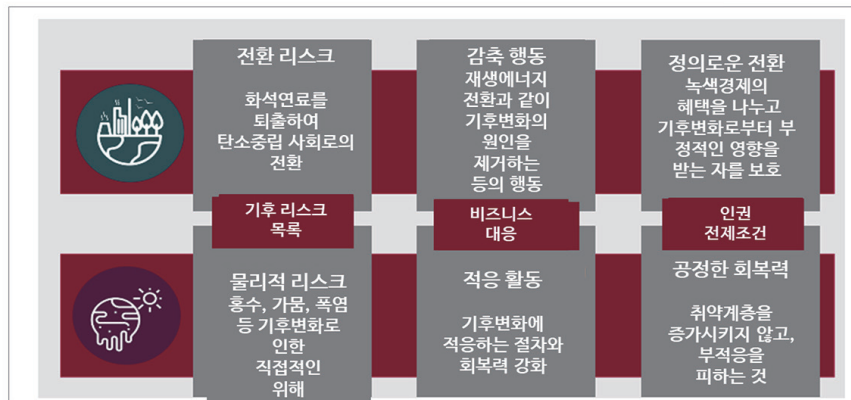 전환 리스크
화석연료를
퇴출하여
탄소중립 사회로의
전환
감축 행동
재생에너지
전환과 같이
기후변화의
원인을
제거하는
등의 행동
정의로운 전환
녹색경제의
혜택을 나누고
기후변화로부터 부
정적인 영향을
받는 자를 보호
기후 리스크
목록
비즈니스
대응
인권
전제조건
물리적 리스크
홍수, 가뭄, 폭염
등 기후변화로
인한
직접적인
위해
적응 활동
기후변화에
적응하는 절차와
회복력 강화
공정한 회복력
취약계층을
증가시키지 않고,
부적응을
피하는 것